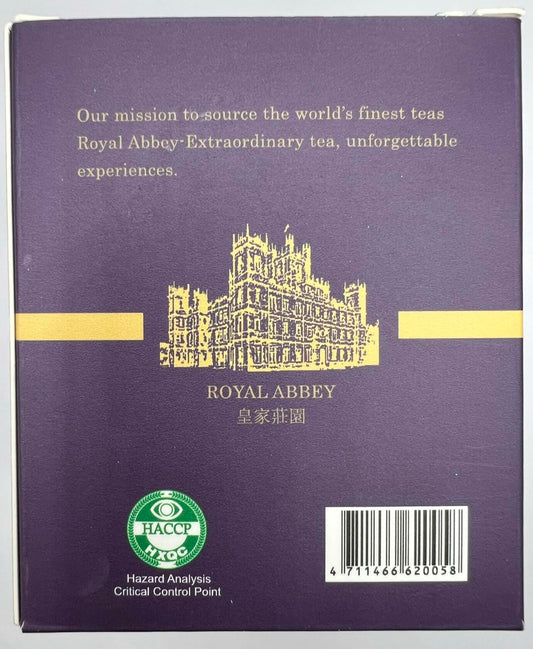 Our mission to source the world's finest teas
Royal Abbey-Extraordinary tea, unforgettable
experiences.
ROYAL ABBEY
皇家莊園
HACCP
HXQC
Hazard Analysis
Critical Control Point
4 711466 620058